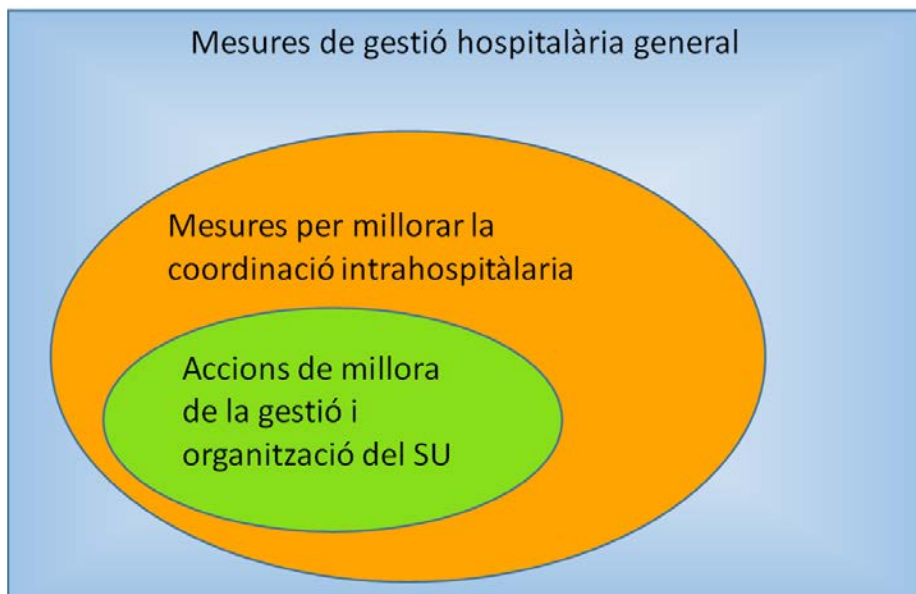 Mesures de gestió hospitalària general
Mesures per millorar la
coordinació intrahospitàlaria
Accions de millora
de la gestió i
organització del SU